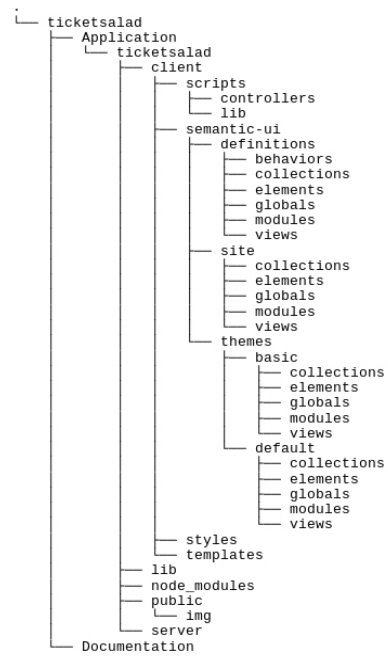 .
└── ticketsalad
    ├── Application
    │   └── ticketsalad
    │       ├── client
    │       │   ├── scripts
    │       │   │   ├── controllers
    │       │   │   └── lib
    │       │   ├── semantic-ui
    │       │   │   ├── definitions
    │       │   │   │   ├── behaviors
    │       │   │   │   ├── collections
    │       │   │   │   ├── elements
    │       │   │   │   ├── globals
    │       │   │   │   ├── modules
    │       │   │   │   └── views
    │       │   │   ├── site
    │       │   │   │   ├── collections
    │       │   │   │   ├── elements
    │       │   │   │   ├── globals
    │       │   │   │   ├── modules
    │       │   │   │   └── views
    │       │   │   └── themes
    │       │   │       ├── basic
    │       │   │       │   ├── collections
    │       │   │       │   ├── elements
    │       │   │       │   ├── globals
    │       │   │       │   ├── modules
    │       │   │       │   └── views
    │       │   │       └── default
    │       │   │           ├── collections
    │       │   │           ├── elements
    │       │   │           ├── globals
    │       │   │           ├── modules
    │       │   │           └── views
    │       │   ├── styles
    │       │   └── templates
    │       ├── lib
    │       ├── node_modules
    │       ├── public
    │       │   └── img
    │       └── server
    └── Documentation